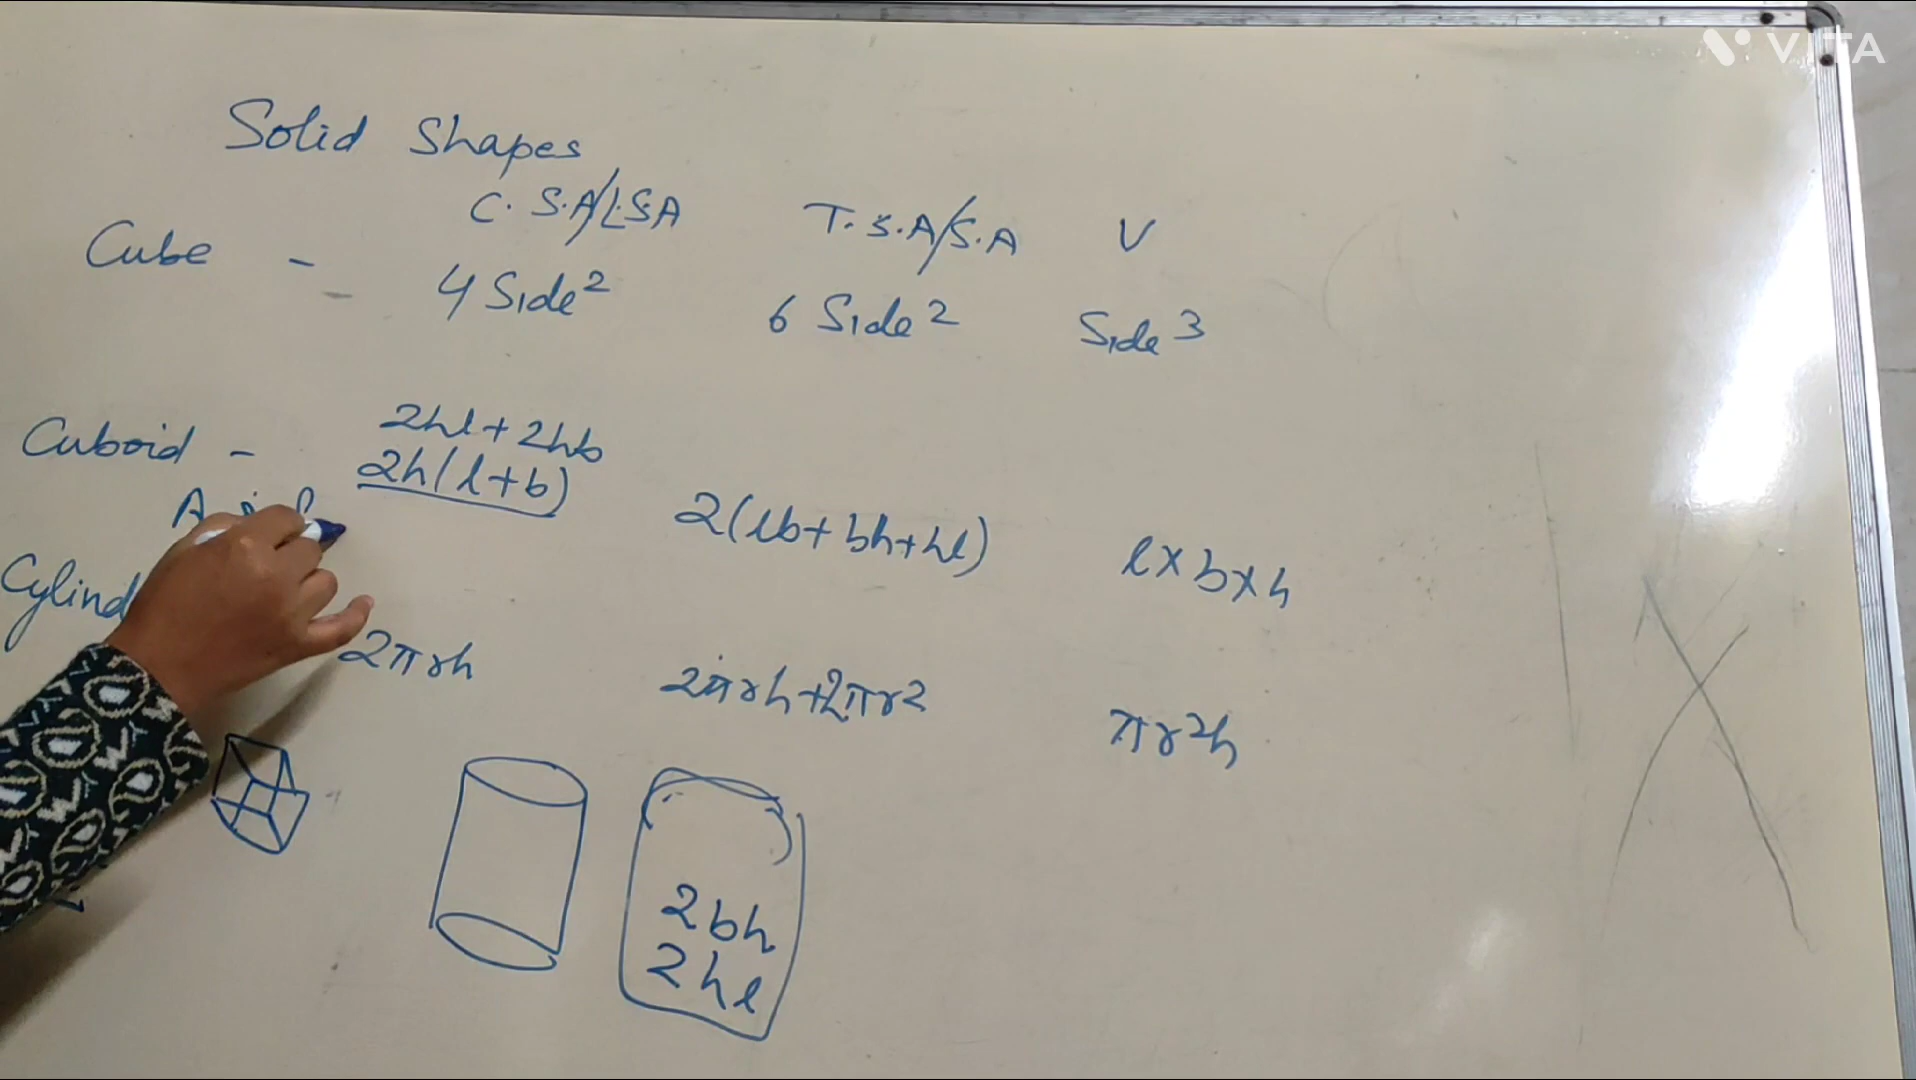 VITA
Solid Shapes
C. S.A/L.S.A T. S.A/S.A V
Cube -
4 Side² 6 Side² Side³
Cuboid - 2hl + 2hb
2h(l+b) 2(lb+bh+hl) l×b×h
Cylind
2πrh 2πrh+2πr² πr²h
2bh
2hl